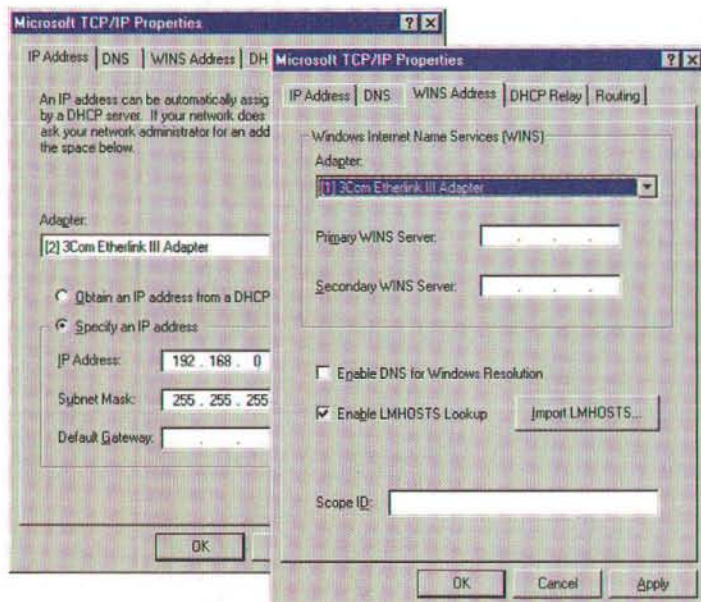 Microsoft TCP/IP Properties
IP Address DNS WINS Address DH
An IP address can be automatically assig
by a DHCP server. If your network does
ask your network administrator for an add
the space below.
Adapter:
[2] 3Com Etherlink III Adapter
Obtain an IP address from a DHCP
Specify an IP address
IP Address: 192 . 168 . 0
Subnet Mask: 255 . 255 . 255
Default Gateway: . .
OK
Microsoft TCP/IP Properties
IP Address DNS WINS Address DHCP Relay Routing
Windows Internet Name Services (WINS)
Adapter:
[1] 3Com Etherlink III Adapter
Primary WINS Server: . . .
Secondary WINS Server: . . .
Enable DNS for Windows Resolution
Enable LMHOSTS Lookup Import LMHOSTS...
Scope ID:
OK Cancel Apply